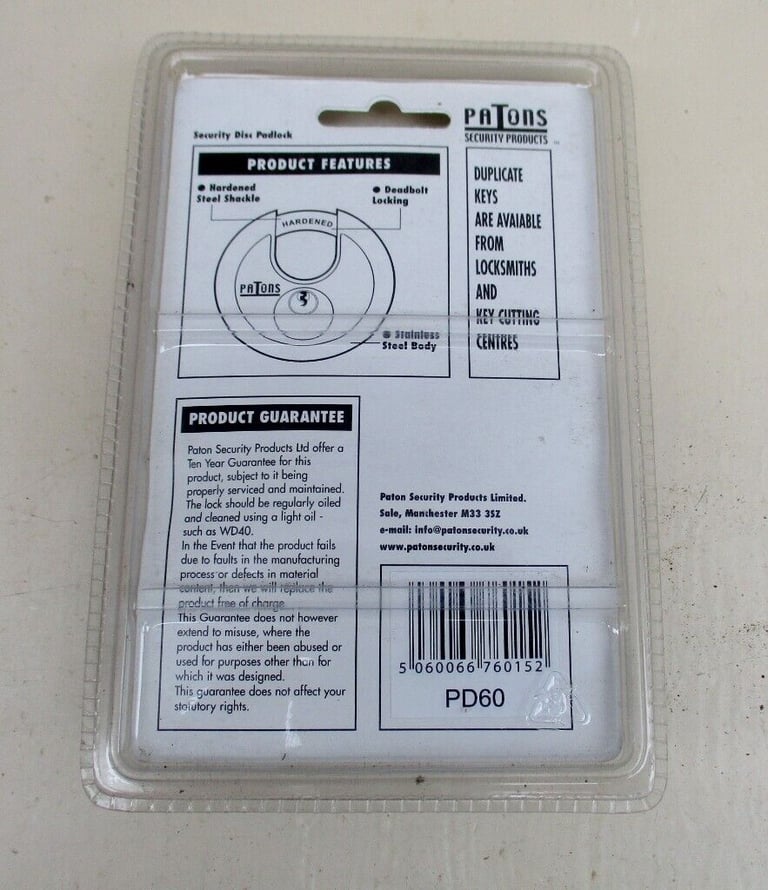 PATONS
SECURITY PRODUCTS
Security Disc Padlock
PRODUCT FEATURES
Hardened
Steel Shackle
Deadbolt
Locking
HARDENED
PATONS
Stainless
Steel Body
DUPLICATE
KEYS
ARE AVAIABLE
FROM
LOCKSMITHS
AND
KEY CUTTING
CENTRES
PRODUCT GUARANTEE
Paton Security Products Ltd offer a
Ten Year Guarantee for this
product, subject to it being
properly serviced and maintained.
The lock should be regularly oiled
and cleaned using a light oil -
such as WD40.
In the Event that the product fails
due to faults in the manufacturing
process or defects in material
content, then we will replace the
product free of charge
This Guarantee does not however
extend to misuse, where the
product has either been abused or
used for purposes other than for
which it was designed.
This guarantee does not affect your
statutory rights.
Paton Security Products Limited.
Sale, Manchester M33 3SZ
e-mail: info@patonsecurity.co.uk
www.patonsecurity.co.uk
5 060066 760152
PD60